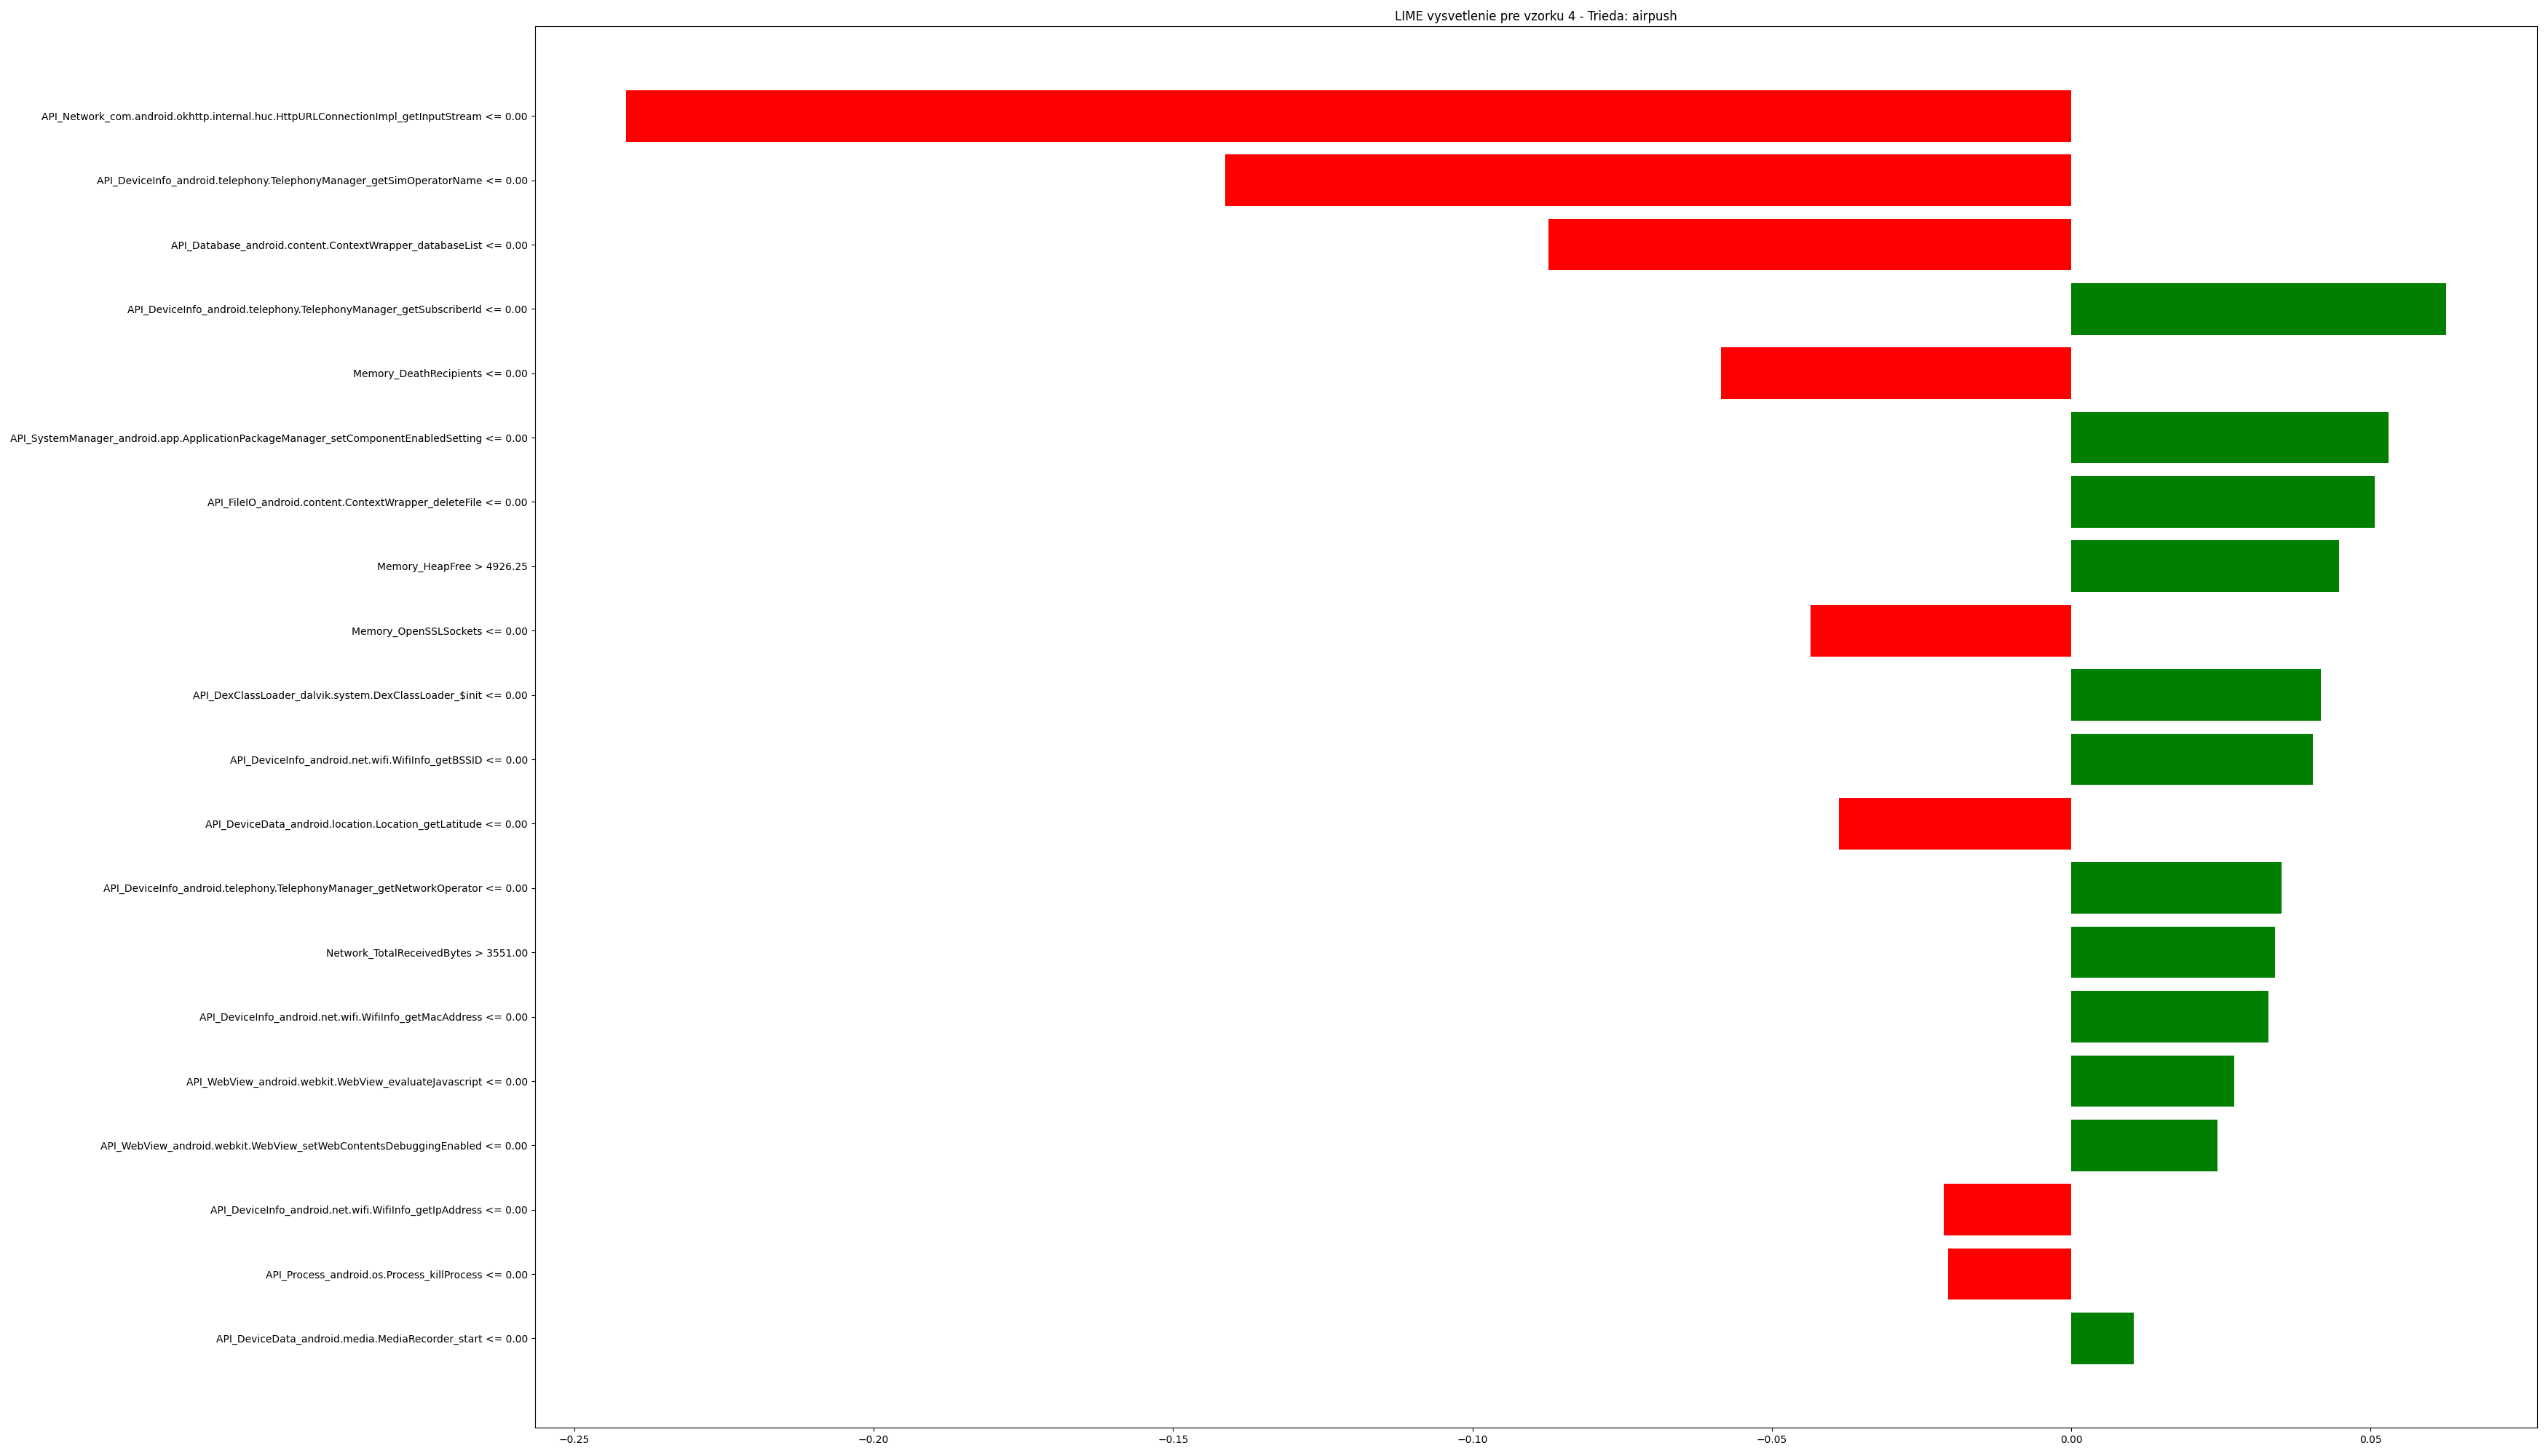 LIME vysvetlenie pre vzorku 4 - Trieda: airpush
API_Network_com.android.okhttp.internal.huc.HttpURLConnectionImpl_getInputStream <= 0.00
API_DeviceInfo_android.telephony.TelephonyManager_getSimOperatorName <= 0.00
API_Database_android.content.ContextWrapper_databaseList <= 0.00
API_DeviceInfo_android.telephony.TelephonyManager_getSubscriberId <= 0.00
Memory_DeathRecipients <= 0.00
API_SystemManager_android.app.ApplicationPackageManager_setComponentEnabledSetting <= 0.00
API_FileIO_android.content.ContextWrapper_deleteFile <= 0.00
Memory_HeapFree > 4926.25
Memory_OpenSSLSockets <= 0.00
API_DexClassLoader_dalvik.system.DexClassLoader_$init <= 0.00
API_DeviceInfo_android.net.wifi.WifiInfo_getBSSID <= 0.00
API_DeviceData_android.location.Location_getLatitude <= 0.00
API_DeviceInfo_android.telephony.TelephonyManager_getNetworkOperator <= 0.00
Network_TotalReceivedBytes > 3551.00
API_DeviceInfo_android.net.wifi.WifiInfo_getMacAddress <= 0.00
API_WebView_android.webkit.WebView_evaluateJavascript <= 0.00
API_WebView_android.webkit.WebView_setWebContentsDebuggingEnabled <= 0.00
API_DeviceInfo_android.net.wifi.WifiInfo_getIpAddress <= 0.00
API_Process_android.os.Process_killProcess <= 0.00
API_DeviceData_android.media.MediaRecorder_start <= 0.00
−0.25 −0.20 −0.15 −0.10 −0.05 0.00 0.05